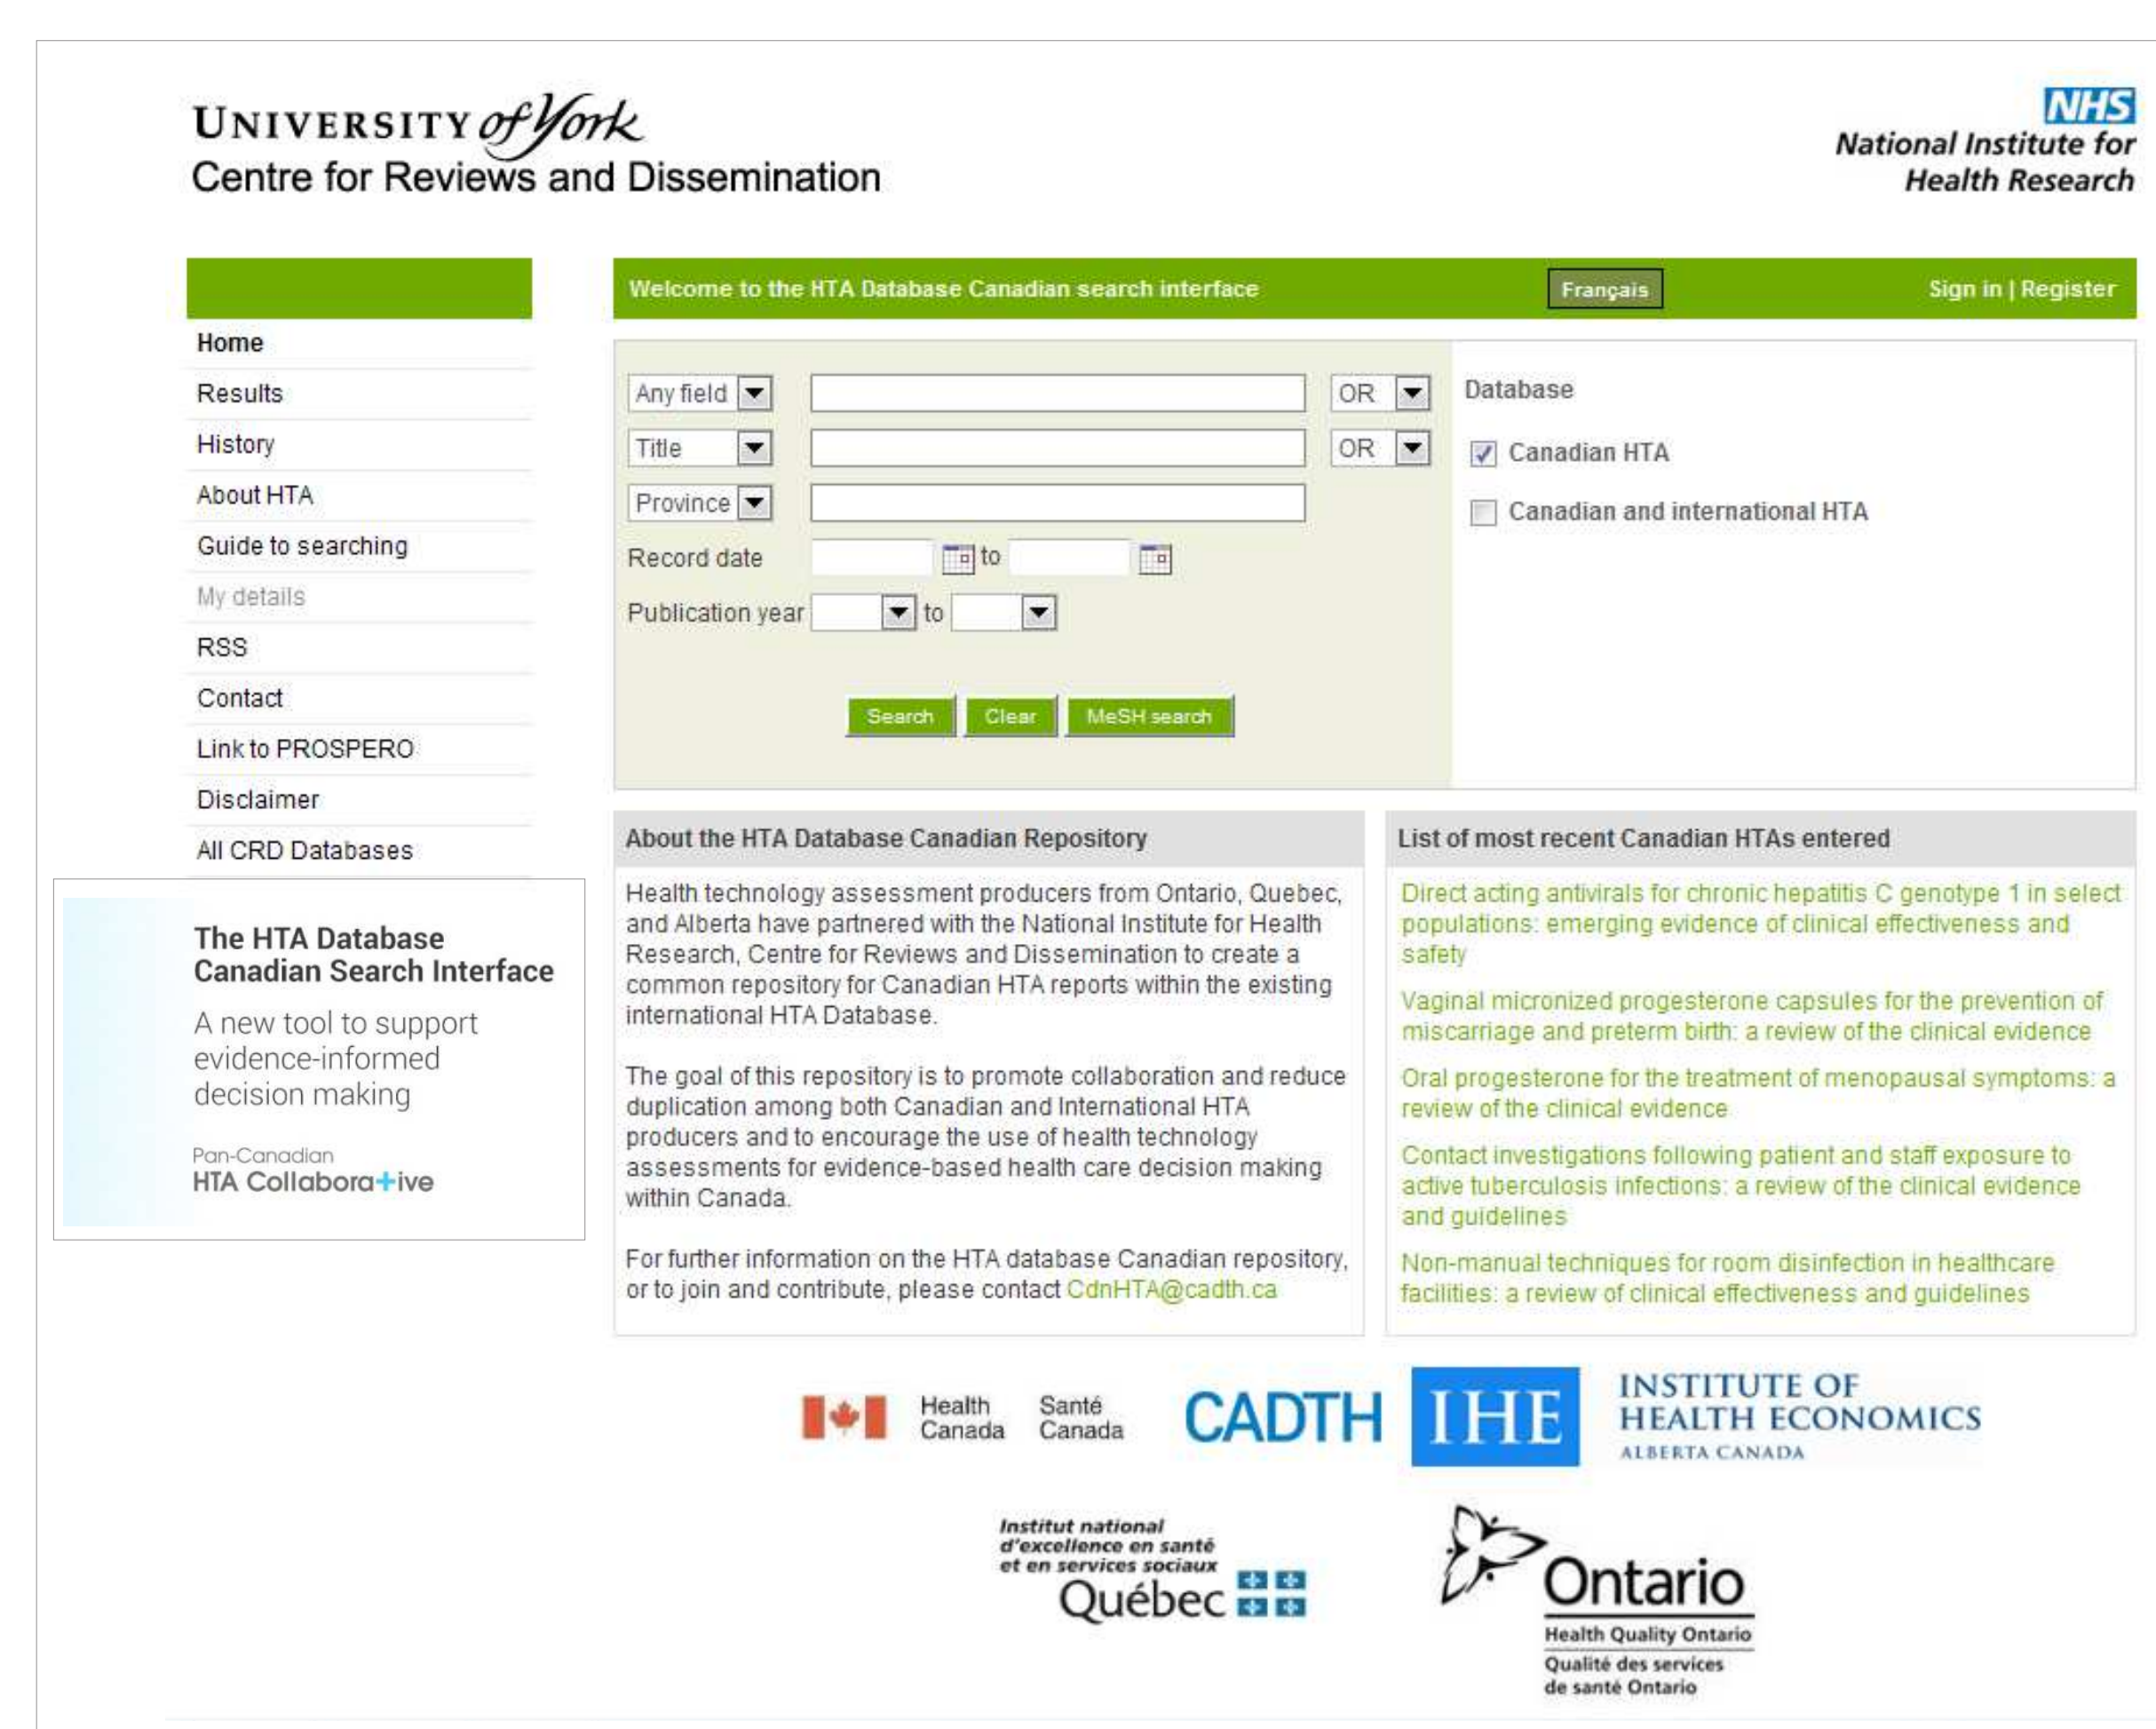 UNIVERSITY of York
Centre for Reviews and Dissemination
NHS
National Institute for
Health Research
Welcome to the HTA Database Canadian search interface
Français
Sign in | Register
Home
Results
History
About HTA
Guide to searching
My details
RSS
Contact
Link to PROSPERO
Disclaimer
All CRD Databases
Any field
OR
Title
OR
Province
Record date to
Publication year to
Search Clear MeSH search
Database
Canadian HTA
Canadian and international HTA
The HTA Database
Canadian Search Interface
A new tool to support
evidence-informed
decision making
Pan-Canadian
HTA Collabora+ive
About the HTA Database Canadian Repository
Health technology assessment producers from Ontario, Quebec,
and Alberta have partnered with the National Institute for Health
Research, Centre for Reviews and Dissemination to create a
common repository for Canadian HTA reports within the existing
international HTA Database.
The goal of this repository is to promote collaboration and reduce
duplication among both Canadian and International HTA
producers and to encourage the use of health technology
assessments for evidence-based health care decision making
within Canada.
For further information on the HTA database Canadian repository,
or to join and contribute, please contact CdnHTA@cadth.ca
List of most recent Canadian HTAs entered
Direct acting antivirals for chronic hepatitis C genotype 1 in select
populations: emerging evidence of clinical effectiveness and
safety
Vaginal micronized progesterone capsules for the prevention of
miscarriage and preterm birth: a review of the clinical evidence
Oral progesterone for the treatment of menopausal symptoms: a
review of the clinical evidence
Contact investigations following patient and staff exposure to
active tuberculosis infections: a review of the clinical evidence
and guidelines
Non-manual techniques for room disinfection in healthcare
facilities: a review of clinical effectiveness and guidelines
Health Santé
Canada Canada
CADTH
IHE
INSTITUTE OF
HEALTH ECONOMICS
ALBERTA CANADA
Institut national
d'excellence en santé
et en services sociaux
Québec
Ontario
Health Quality Ontario
Qualité des services
de santé Ontario